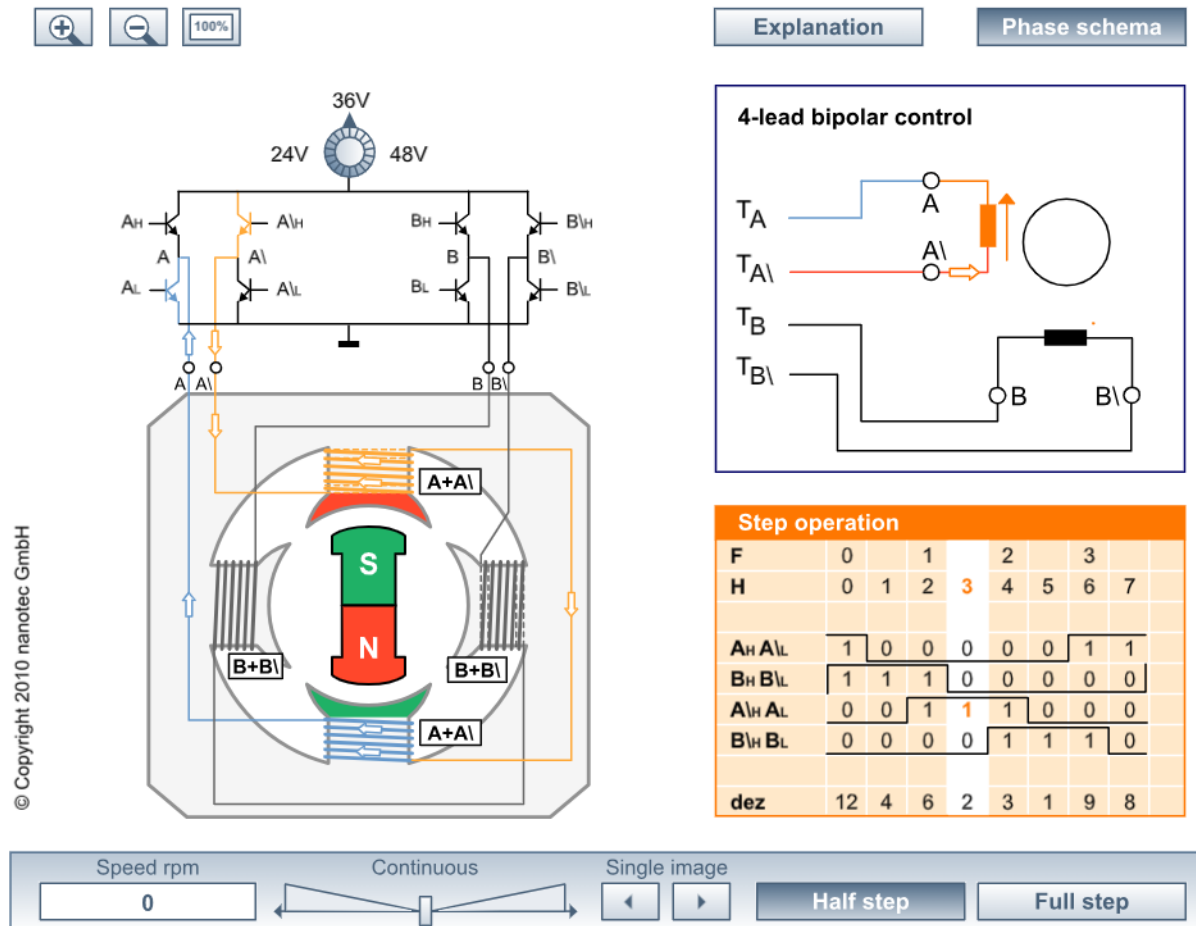 100%
Explanation
Phase schema
36V
24V
48V
AH
A\H
BH
B\H
A
A\
B
B\
AL
A\L
BL
B\L
A
A\
B
B\
A+A\
S
N
B+B\
B+B\
A+A\
© Copyright 2010 nanotec GmbH
4-lead bipolar control
TA
A
TA\
A\
TB
TB\
B
B\
Step operation
F 0 1 2 3
H 0 1 2 3 4 5 6 7
AH A\L 1 0 0 0 0 0 1 1
BH B\L 1 1 1 0 0 0 0 0
A\H AL 0 0 1 1 1 0 0 0
B\H BL 0 0 0 0 1 1 1 0
dez 12 4 6 2 3 1 9 8
Speed rpm
0
Continuous
Single image
Half step
Full step